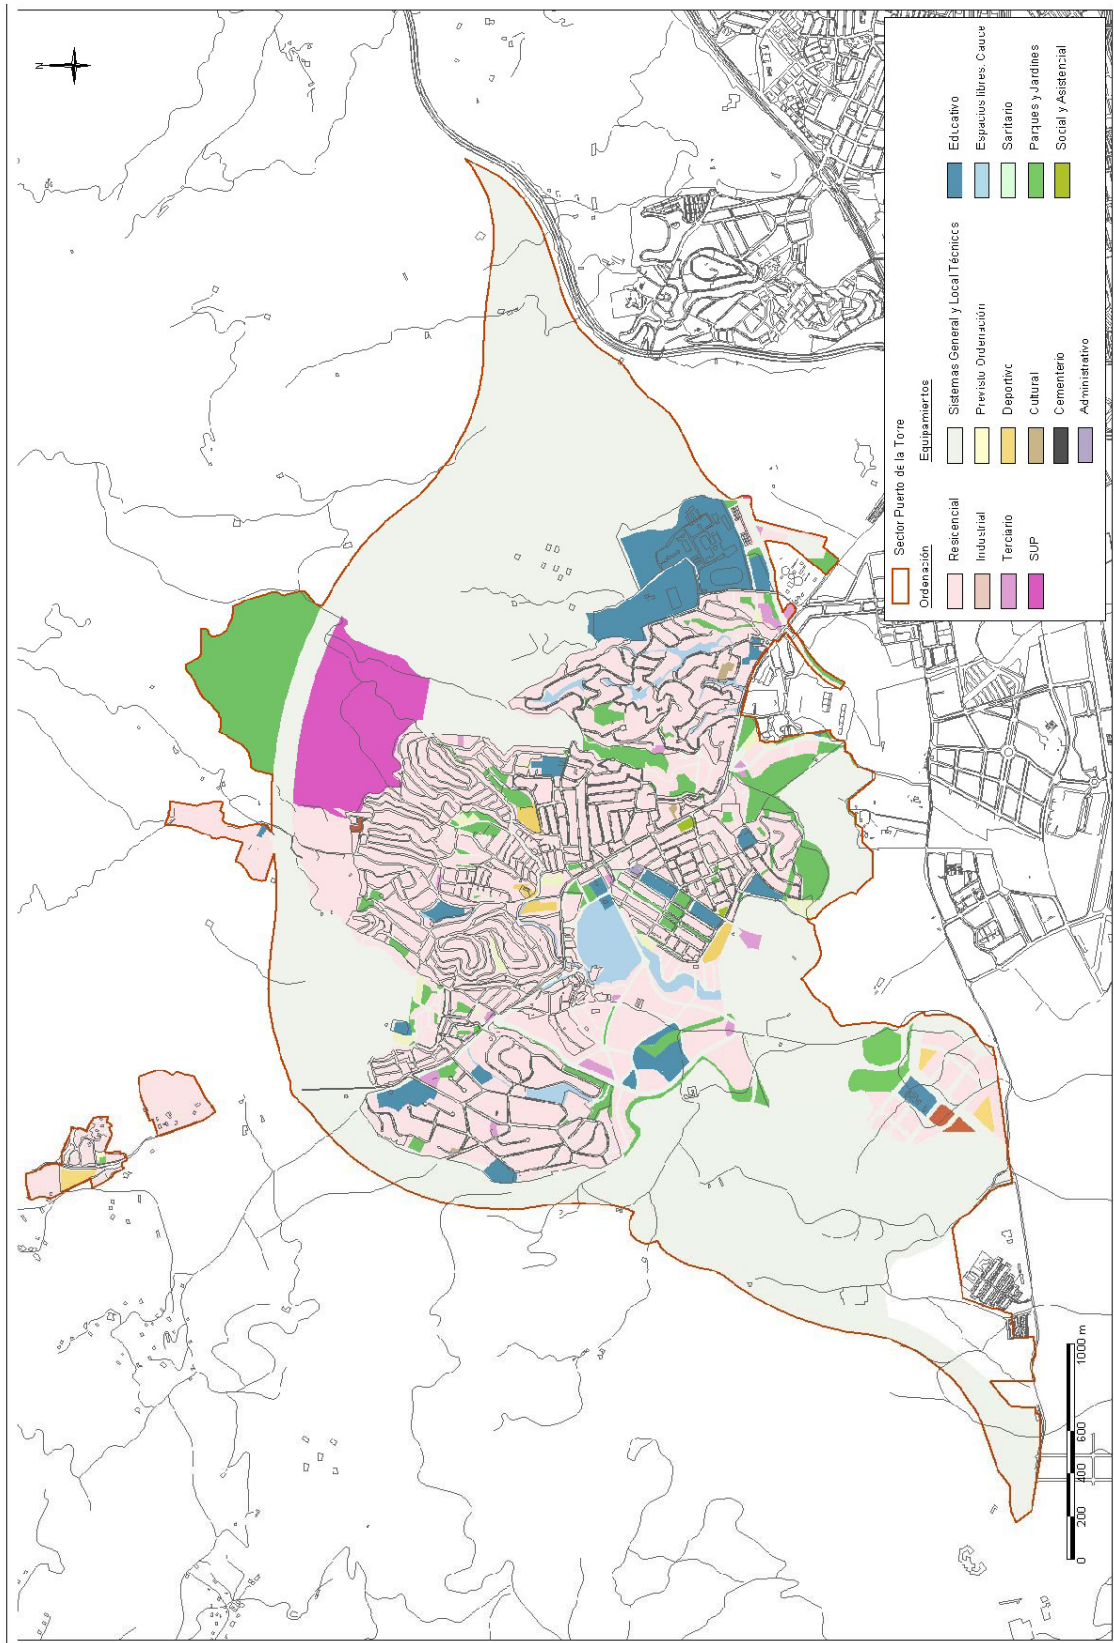 N
Sector Puerto de la Torre
Ordenación
Residencial
Industrial
Terciario
SUP
Equipamientos
Sistemas General y Local Técnicos
Previsto Ordenación
Deportivo
Cultural
Cementerio
Administrativo
Educativo
Espacios libres. Cauce
Sanitario
Parques y Jardines
Social y Asistencial
0 200 400 600 1000 m